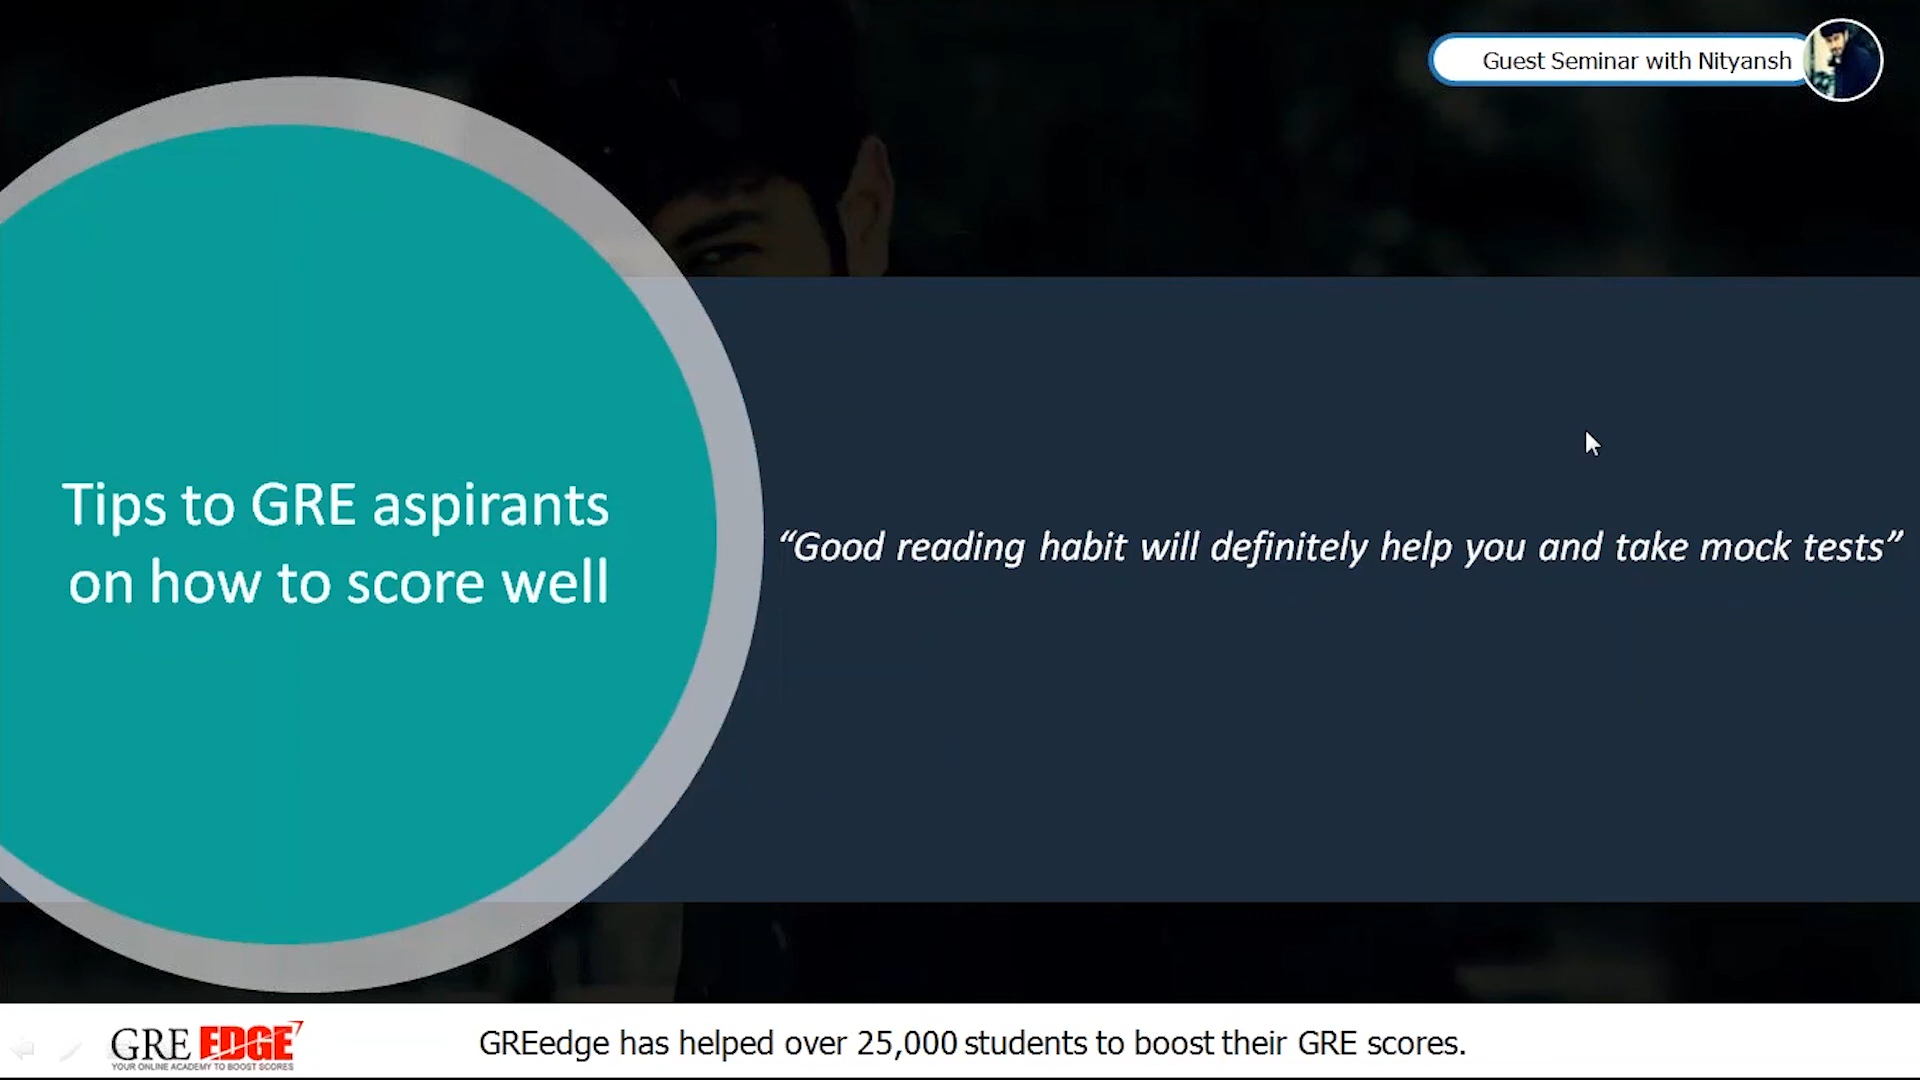 Guest Seminar with Nityansh
Tips to GRE aspirants
on how to score well
“Good reading habit will definitely help you and take mock tests”
GRE EDGE
YOUR ONLINE ACADEMY TO BOOST SCORES
GREedge has helped over 25,000 students to boost their GRE scores.